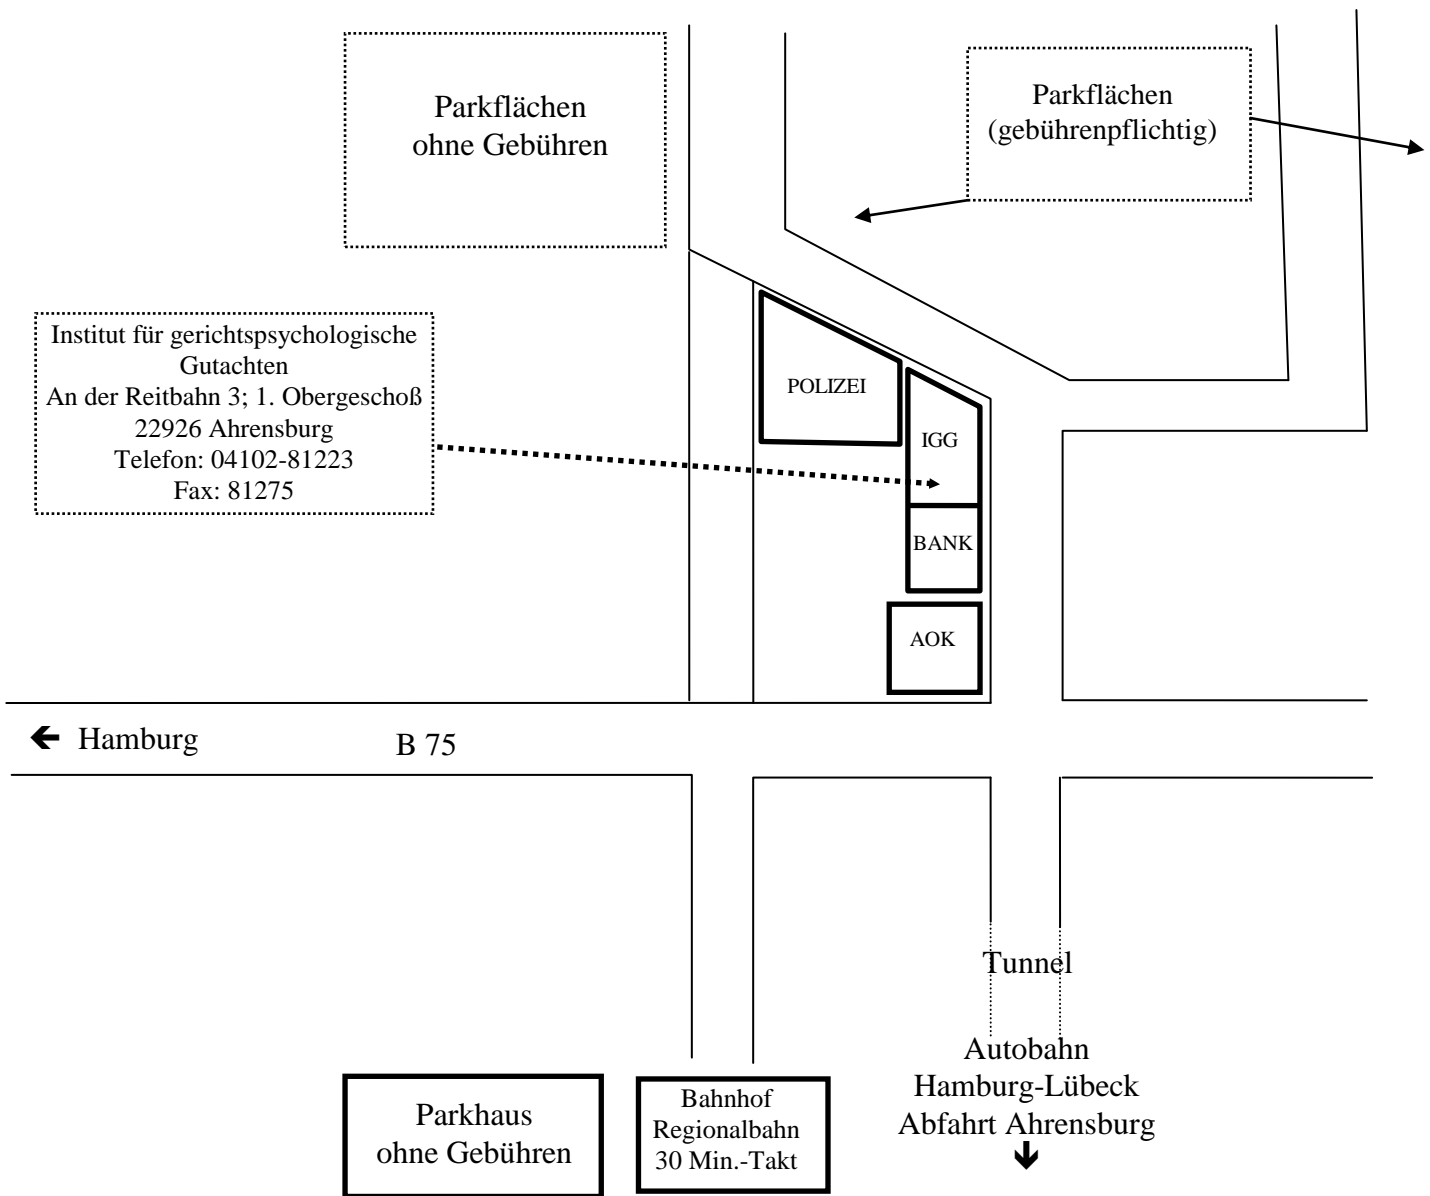 Parkflächen
ohne Gebühren
Parkflächen
(gebührenpflichtig)
Institut für gerichtspsychologische
Gutachten
An der Reitbahn 3; 1. Obergeschoß
22926 Ahrensburg
Telefon: 04102-81223
Fax: 81275
POLIZEI
IGG
BANK
AOK
Hamburg
B 75
Tunnel
Autobahn
Hamburg-Lübeck
Abfahrt Ahrensburg
Parkhaus
ohne Gebühren
Bahnhof
Regionalbahn
30 Min.-Takt